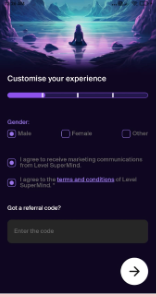 Customise your experience
Gender:
Male Female Other
I agree to receive marketing communications
from Level SuperMind.
I agree to the terms and conditions of Level
SuperMind. *
Got a referral code?
Enter the code